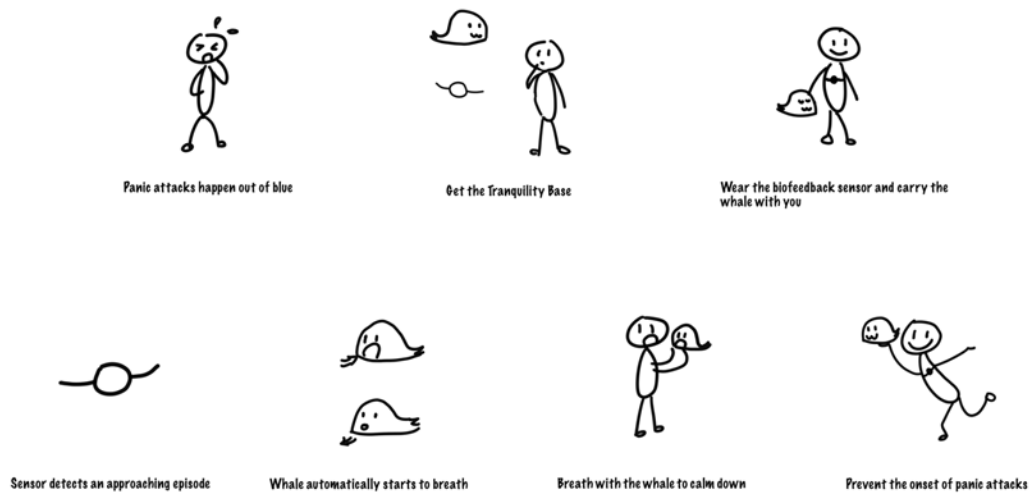 Panic attacks happen out of blue
Get the Tranquility Base
Wear the biofeedback sensor and carry the
whale with you
Sensor detects an approaching episode
Whale automatically starts to breath
Breath with the whale to calm down
Prevent the onset of panic attacks